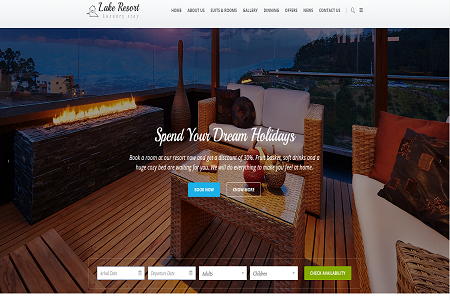 Lake Resort
luxury stay
HOME ABOUT US SUITS & ROOMS GALLERY DINNING OFFERS NEWS CONTACT US
Spend Your Dream Holidays
Book a room at our resort now and get a discount of 30%. Fruit basket, soft drinks and a
huge cozy bed are waiting for you. We will do everything to make you feel at home.
BOOK NOW KNOW MORE
Arrival Date Departure Date Adults Children CHECK AVAILABILITY